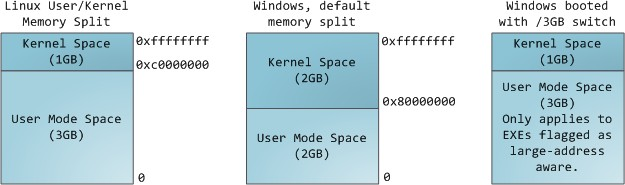 Linux User/Kernel
Memory Split
Kernel Space
(1GB)
User Mode Space
(3GB)
0xffffffff
0xc0000000
0
Windows, default
memory split
Kernel Space
(2GB)
User Mode Space
(2GB)
0xffffffff
0x80000000
0
Windows booted
with /3GB switch
Kernel Space
(1GB)
User Mode Space
(3GB)
Only applies to
EXEs flagged as
large-address
aware.